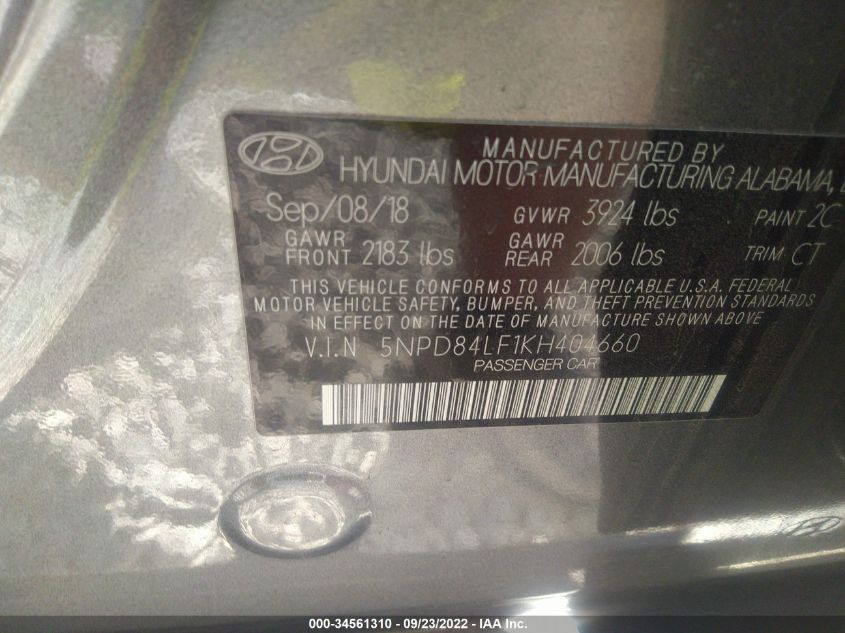 MANUFACTURED BY
HYUNDAI MOTOR MANUFACTURING ALABAMA,
Sep/08/18 GVWR 3924 lbs PAINT 2C
GAWR FRONT 2183 lbs GAWR REAR 2006 lbs TRIM CT
THIS VEHICLE CONFORMS TO ALL APPLICABLE U.S.A. FEDERAL
MOTOR VEHICLE SAFETY, BUMPER, AND THEFT PREVENTION STANDARDS
IN EFFECT ON THE DATE OF MANUFACTURE SHOWN ABOVE
V.I.N 5NPD84LF1KH404660
PASSENGER CAR
000-34561310 - 09/23/2022 - IAA Inc.